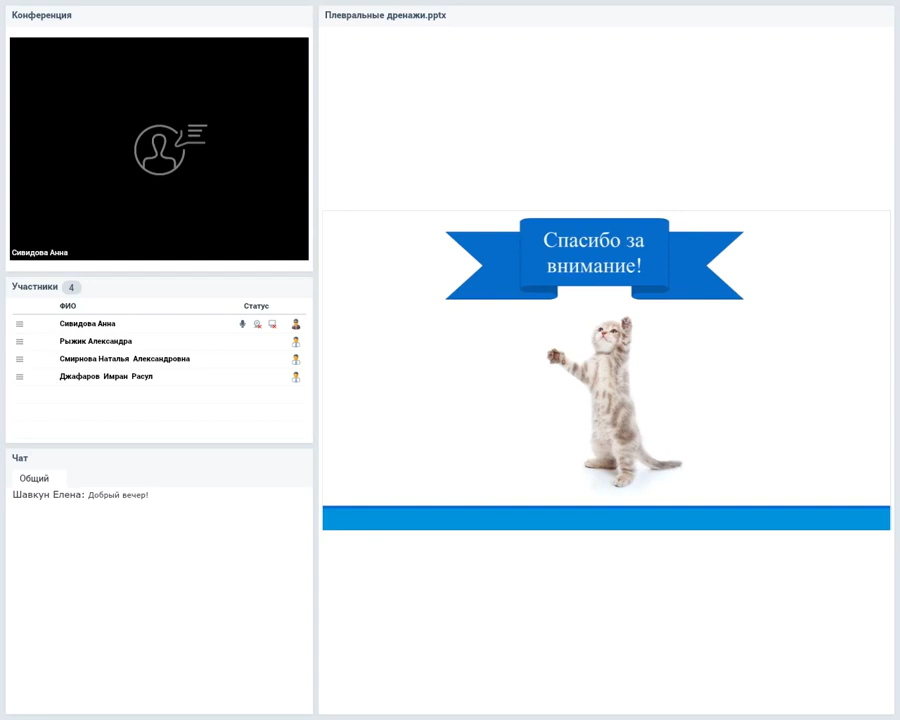 Конференция
Сивидова Анна
Участники 4
ФИО Статус
Сивидова Анна
Рыжик Александра
Смирнова Наталья Александровна
Джафаров Имран Расул
Чат
Общий
Шавкун Елена: Добрый вечер!
Плевральные дренажи.pptx
Спасибо за
внимание!